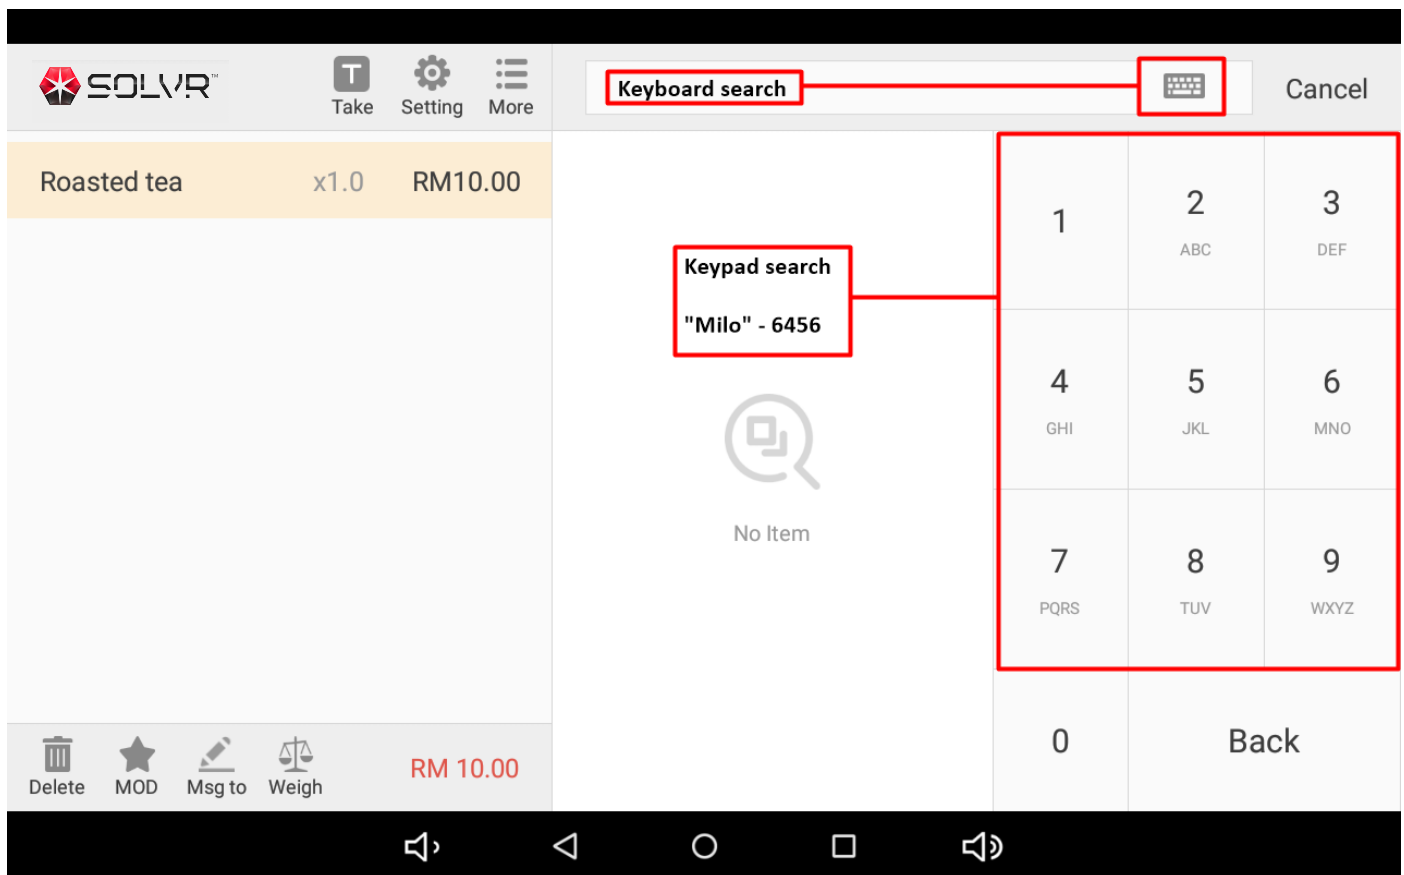 SOLVR™
Take
Setting
More
Keyboard search
Cancel
Roasted tea x1.0 RM10.00
Keypad search
"Milo" - 6456
No Item
1
2
ABC
3
DEF
4
GHI
5
JKL
6
MNO
7
PQRS
8
TUV
9
WXYZ
0
Back
Delete
MOD
Msg to
Weigh
RM 10.00